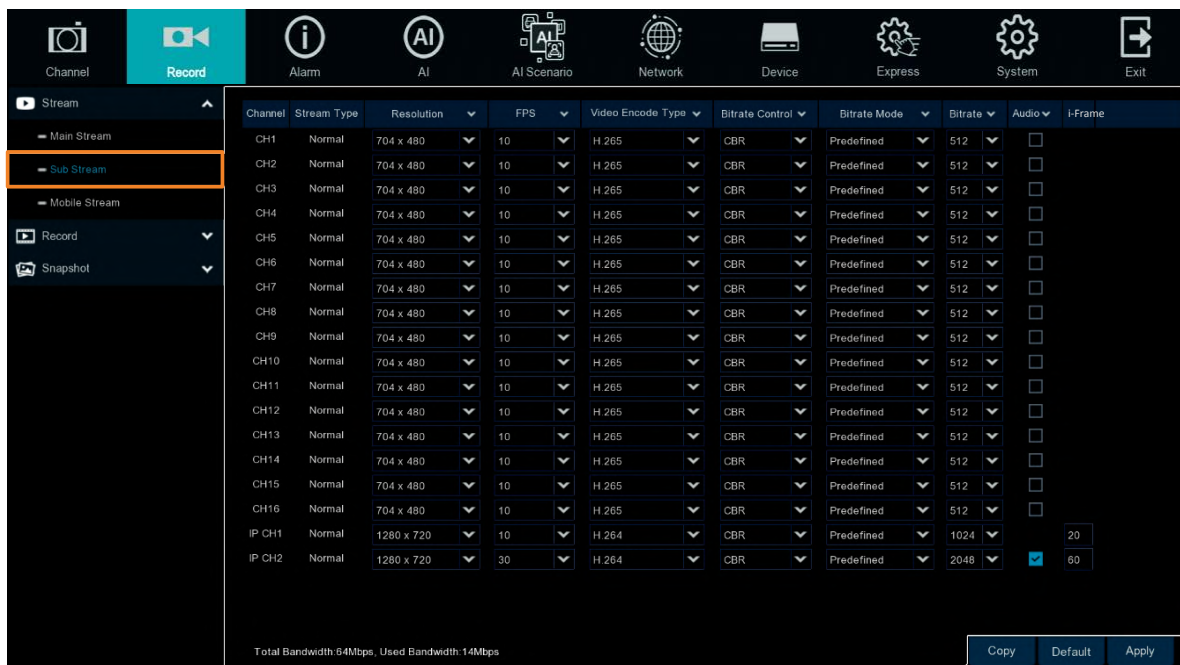 Channel Record Alarm AI AI Scenario Network Device Express System Exit
Stream
Main Stream
Sub Stream
Mobile Stream
Record
Snapshot
Channel Stream Type Resolution FPS Video Encode Type Bitrate Control Bitrate Mode Bitrate Audio i-Frame
CH1 Normal 704 x 480 10 H.265 CBR Predefined 512
CH2 Normal 704 x 480 10 H.265 CBR Predefined 512
CH3 Normal 704 x 480 10 H.265 CBR Predefined 512
CH4 Normal 704 x 480 10 H.265 CBR Predefined 512
CH5 Normal 704 x 480 10 H.265 CBR Predefined 512
CH6 Normal 704 x 480 10 H.265 CBR Predefined 512
CH7 Normal 704 x 480 10 H.265 CBR Predefined 512
CH8 Normal 704 x 480 10 H.265 CBR Predefined 512
CH9 Normal 704 x 480 10 H.265 CBR Predefined 512
CH10 Normal 704 x 480 10 H.265 CBR Predefined 512
CH11 Normal 704 x 480 10 H.265 CBR Predefined 512
CH12 Normal 704 x 480 10 H.265 CBR Predefined 512
CH13 Normal 704 x 480 10 H.265 CBR Predefined 512
CH14 Normal 704 x 480 10 H.265 CBR Predefined 512
CH15 Normal 704 x 480 10 H.265 CBR Predefined 512
CH16 Normal 704 x 480 10 H.265 CBR Predefined 512
IP CH1 Normal 1280 x 720 10 H.264 CBR Predefined 1024 20
IP CH2 Normal 1280 x 720 30 H.264 CBR Predefined 2048 60
Total Bandwidth:64Mbps, Used Bandwidth:14Mbps
Copy Default Apply